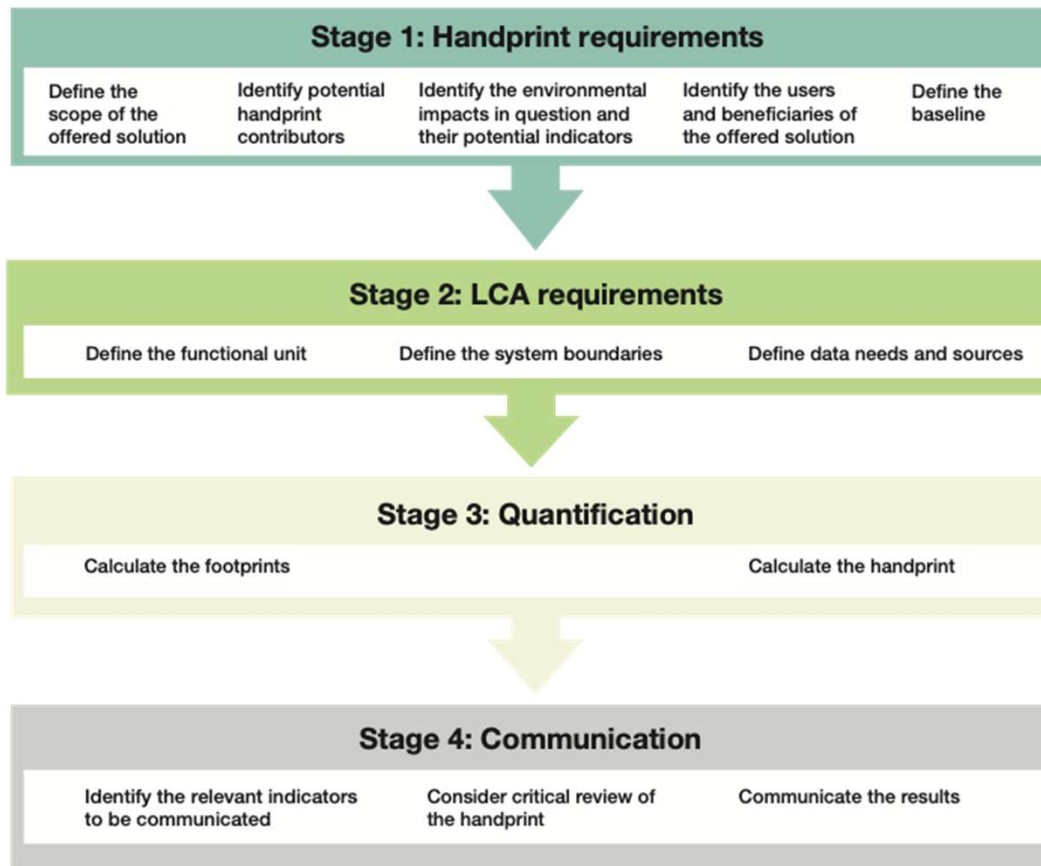 Stage 1: Handprint requirements
Define the
scope of the
offered solution
Identify potential
handprint
contributors
Identify the environmental
impacts in question and
their potential indicators
Identify the users
and beneficiaries of
the offered solution
Define the
baseline
Stage 2: LCA requirements
Define the functional unit
Define the system boundaries
Define data needs and sources
Stage 3: Quantification
Calculate the footprints
Calculate the handprint
Stage 4: Communication
Identify the relevant indicators
to be communicated
Consider critical review of
the handprint
Communicate the results